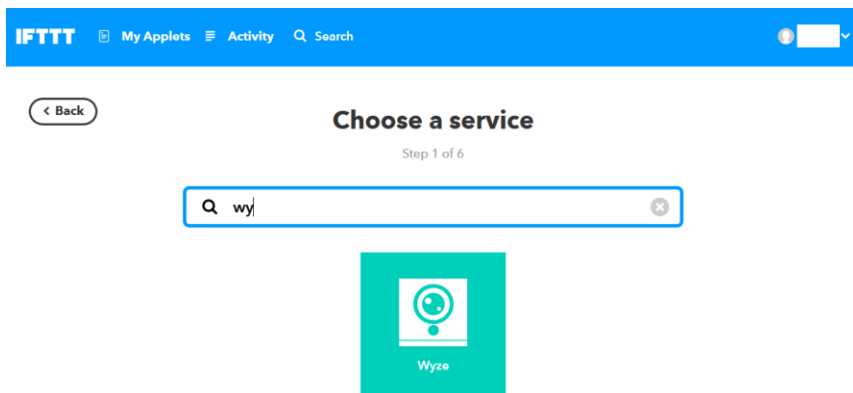 IFTTT My Applets Activity Search
< Back
Choose a service
Step 1 of 6
wy
Wyze